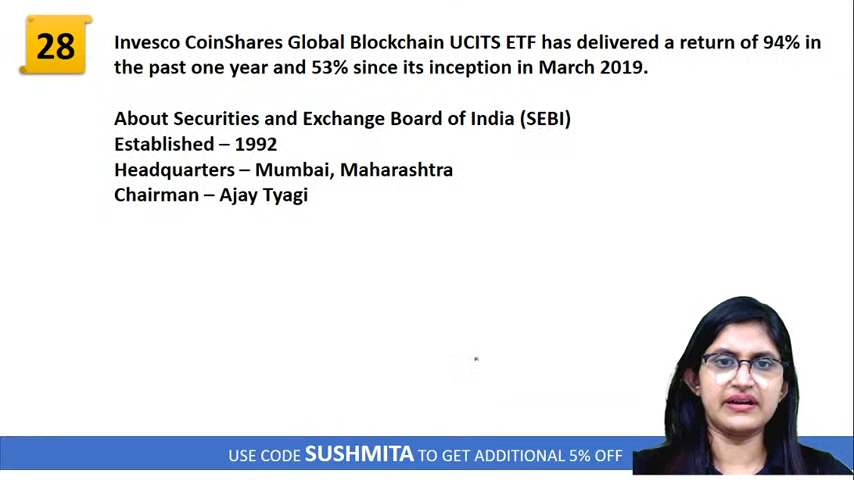 28
Invesco CoinShares Global Blockchain UCITS ETF has delivered a return of 94% in
the past one year and 53% since its inception in March 2019.
About Securities and Exchange Board of India (SEBI)
Established – 1992
Headquarters – Mumbai, Maharashtra
Chairman – Ajay Tyagi
USE CODE SUSHMITA TO GET ADDITIONAL 5% OFF